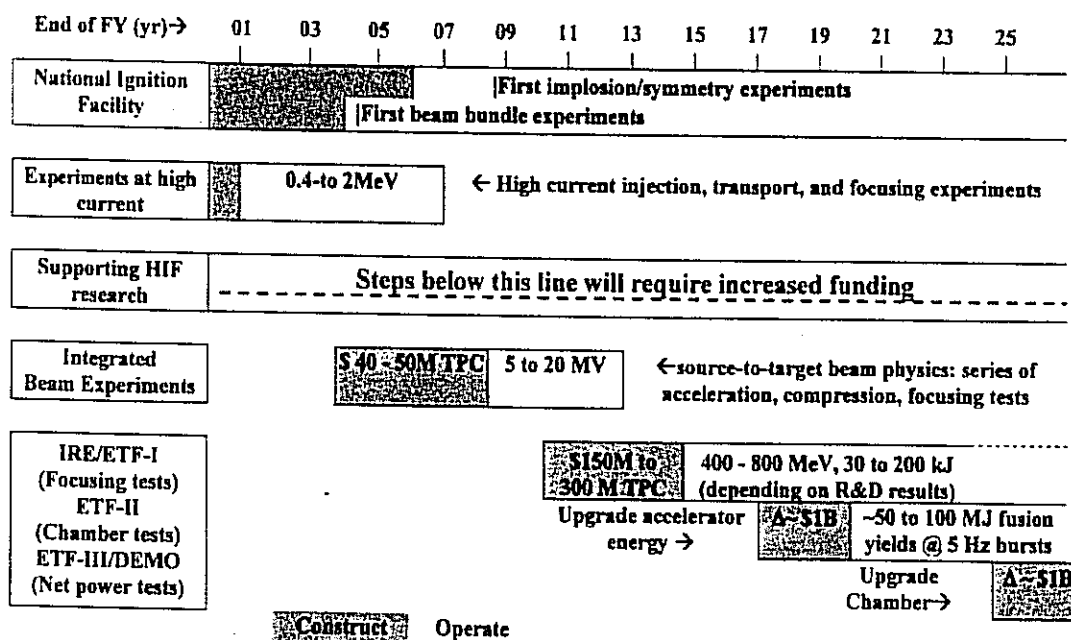 End of FY (yr)→ 01 03 05 07 09 11 13 15 17 19 21 23 25
National Ignition
Facility
|First implosion/symmetry experiments
|First beam bundle experiments
Experiments at high
current
0.4-to 2MeV
← High current injection, transport, and focusing experiments
Supporting HIF
research
Steps below this line will require increased funding
Integrated
Beam Experiments
$ 40 - 50M TPC
5 to 20 MV
←source-to-target beam physics: series of
acceleration, compression, focusing tests
IRE/ETF-I
(Focusing tests)
ETF-II
(Chamber tests)
ETF-III/DEMO
(Net power tests)
$150M to
300 M TPC
400 - 800 MeV, 30 to 200 kJ
(depending on R&D results)
Upgrade accelerator
energy →
Δ~$1B
~50 to 100 MJ fusion
yields @ 5 Hz bursts
Upgrade
Chamber→
Δ~$1B
Construct
Operate